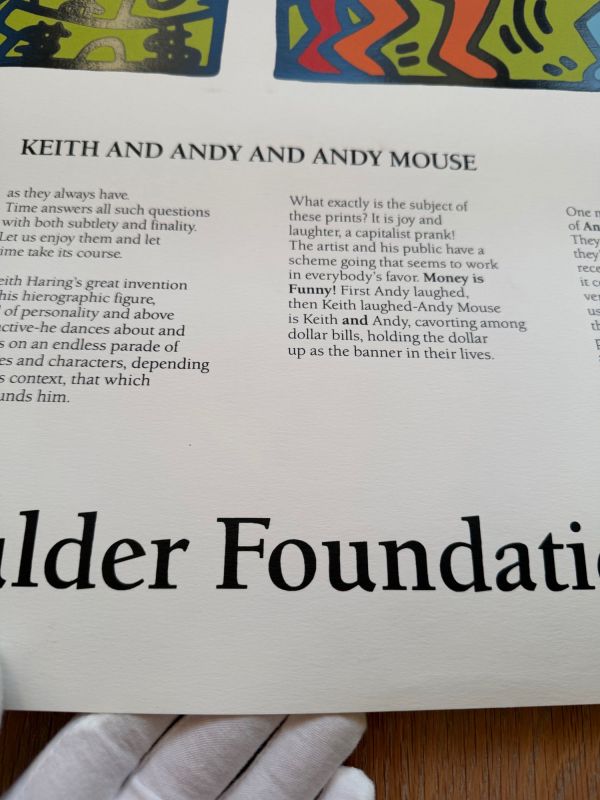 KEITH AND ANDY AND ANDY MOUSE
as they always have.
Time answers all such questions
with both subtlety and finality.
Let us enjoy them and let
ime take its course.
eith Haring's great invention
his hierographic figure,
of personality and above
active-he dances about and
s on an endless parade of
es and characters, depending
s context, that which
unds him.
What exactly is the subject of
these prints? It is joy and
laughter, a capitalist prank!
The artist and his public have a
scheme going that seems to work
in everybody's favor. Money is
Funny! First Andy laughed,
then Keith laughed-Andy Mouse
is Keith and Andy, cavorting among
dollar bills, holding the dollar
up as the banner in their lives.
One
of An
They
they'
rece
it c
ver
us
th
ulder Foundati